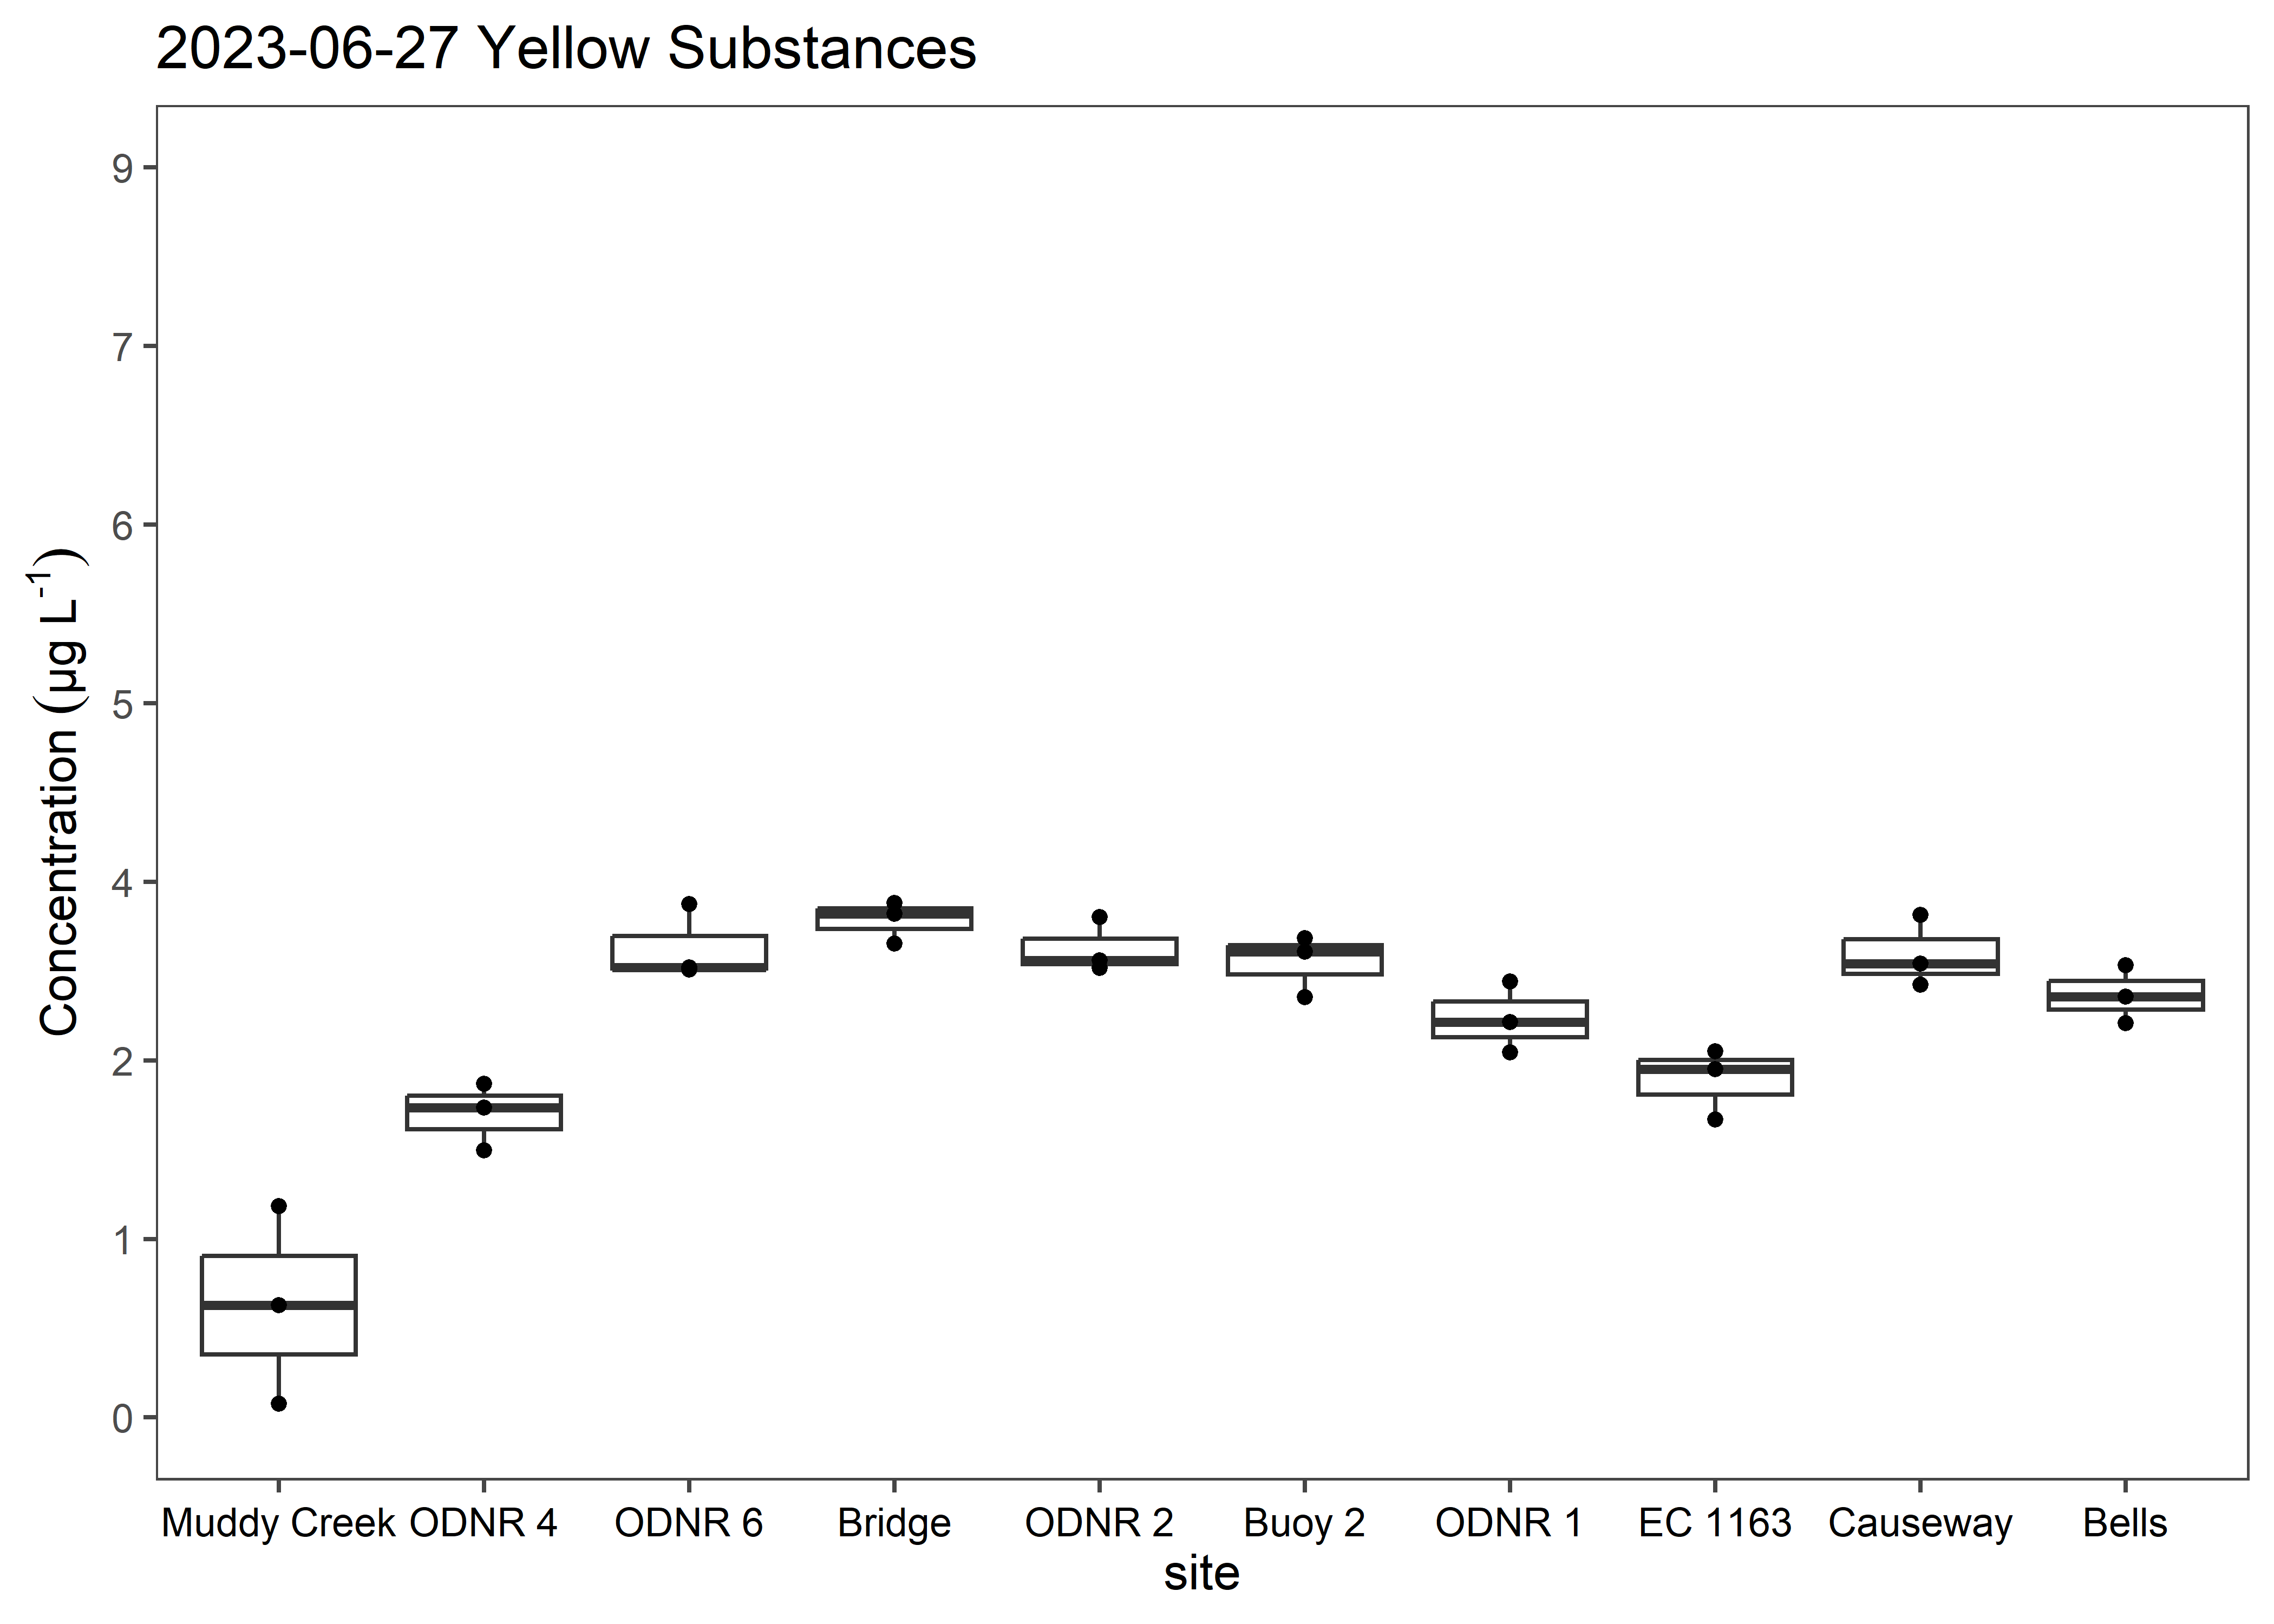 2023-06-27 Yellow Substances
Concentration (µg L⁻¹)
9
7
6
5
4
2
1
0
Muddy Creek ODNR 4 ODNR 6 Bridge ODNR 2 Buoy 2 ODNR 1 EC 1163 Causeway Bells
site